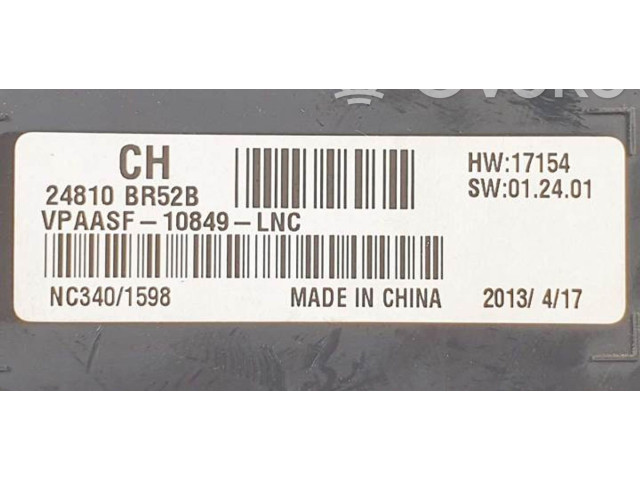 CH
24810 BR52B
HW:17154
SW:01.24.01
VPAASF-10849-LNC
NC340/1598
MADE IN CHINA
2013/ 4/17